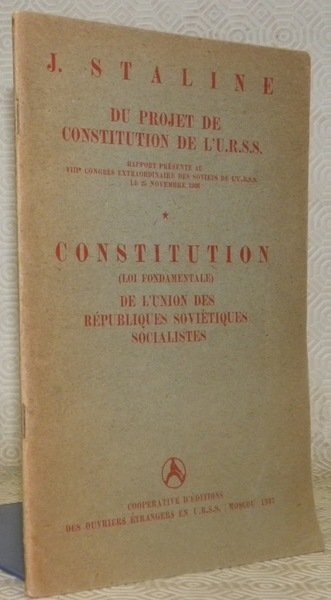 J. STALINE
DU PROJET DE
CONSTITUTION DE L'U.R.S.S.
RAPPORT PRÉSENTÉ AU
VIIIe CONGRÈS EXTRAORDINAIRE DES SOVIETS DE L'U.R.S.S.
LE 25 NOVEMBRE 1936
CONSTITUTION
(LOI FONDAMENTALE)
DE L'UNION DES
RÉPUBLIQUES SOVIÉTIQUES
SOCIALISTES
COOPÉRATIVE D'ÉDITIONS
DES OUVRIERS ÉTRANGERS EN U.R.S.S. MOSCOU 1937